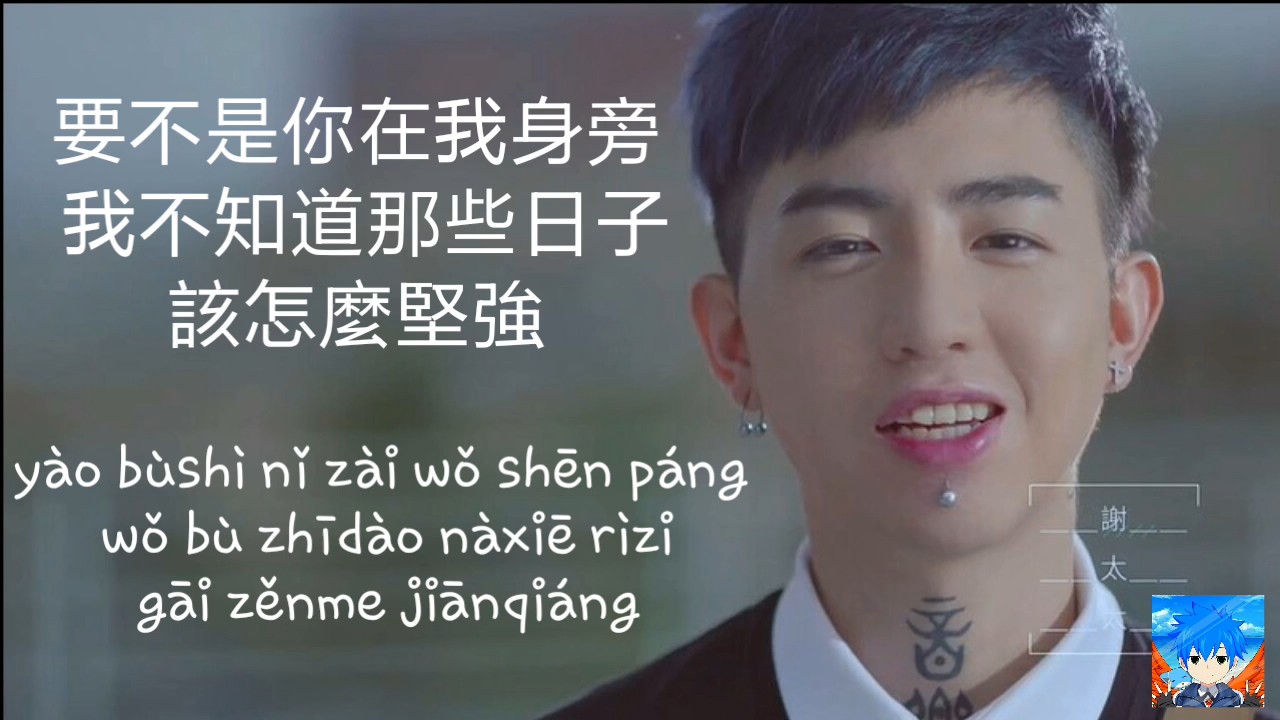 要不是你在我身旁
我不知道那些日子
該怎麼堅強
yào bùshì nǐ zài wǒ shēn páng
wǒ bù zhīdào nàxiē rìzi
gāi zěnme jiānqiáng
謝
太